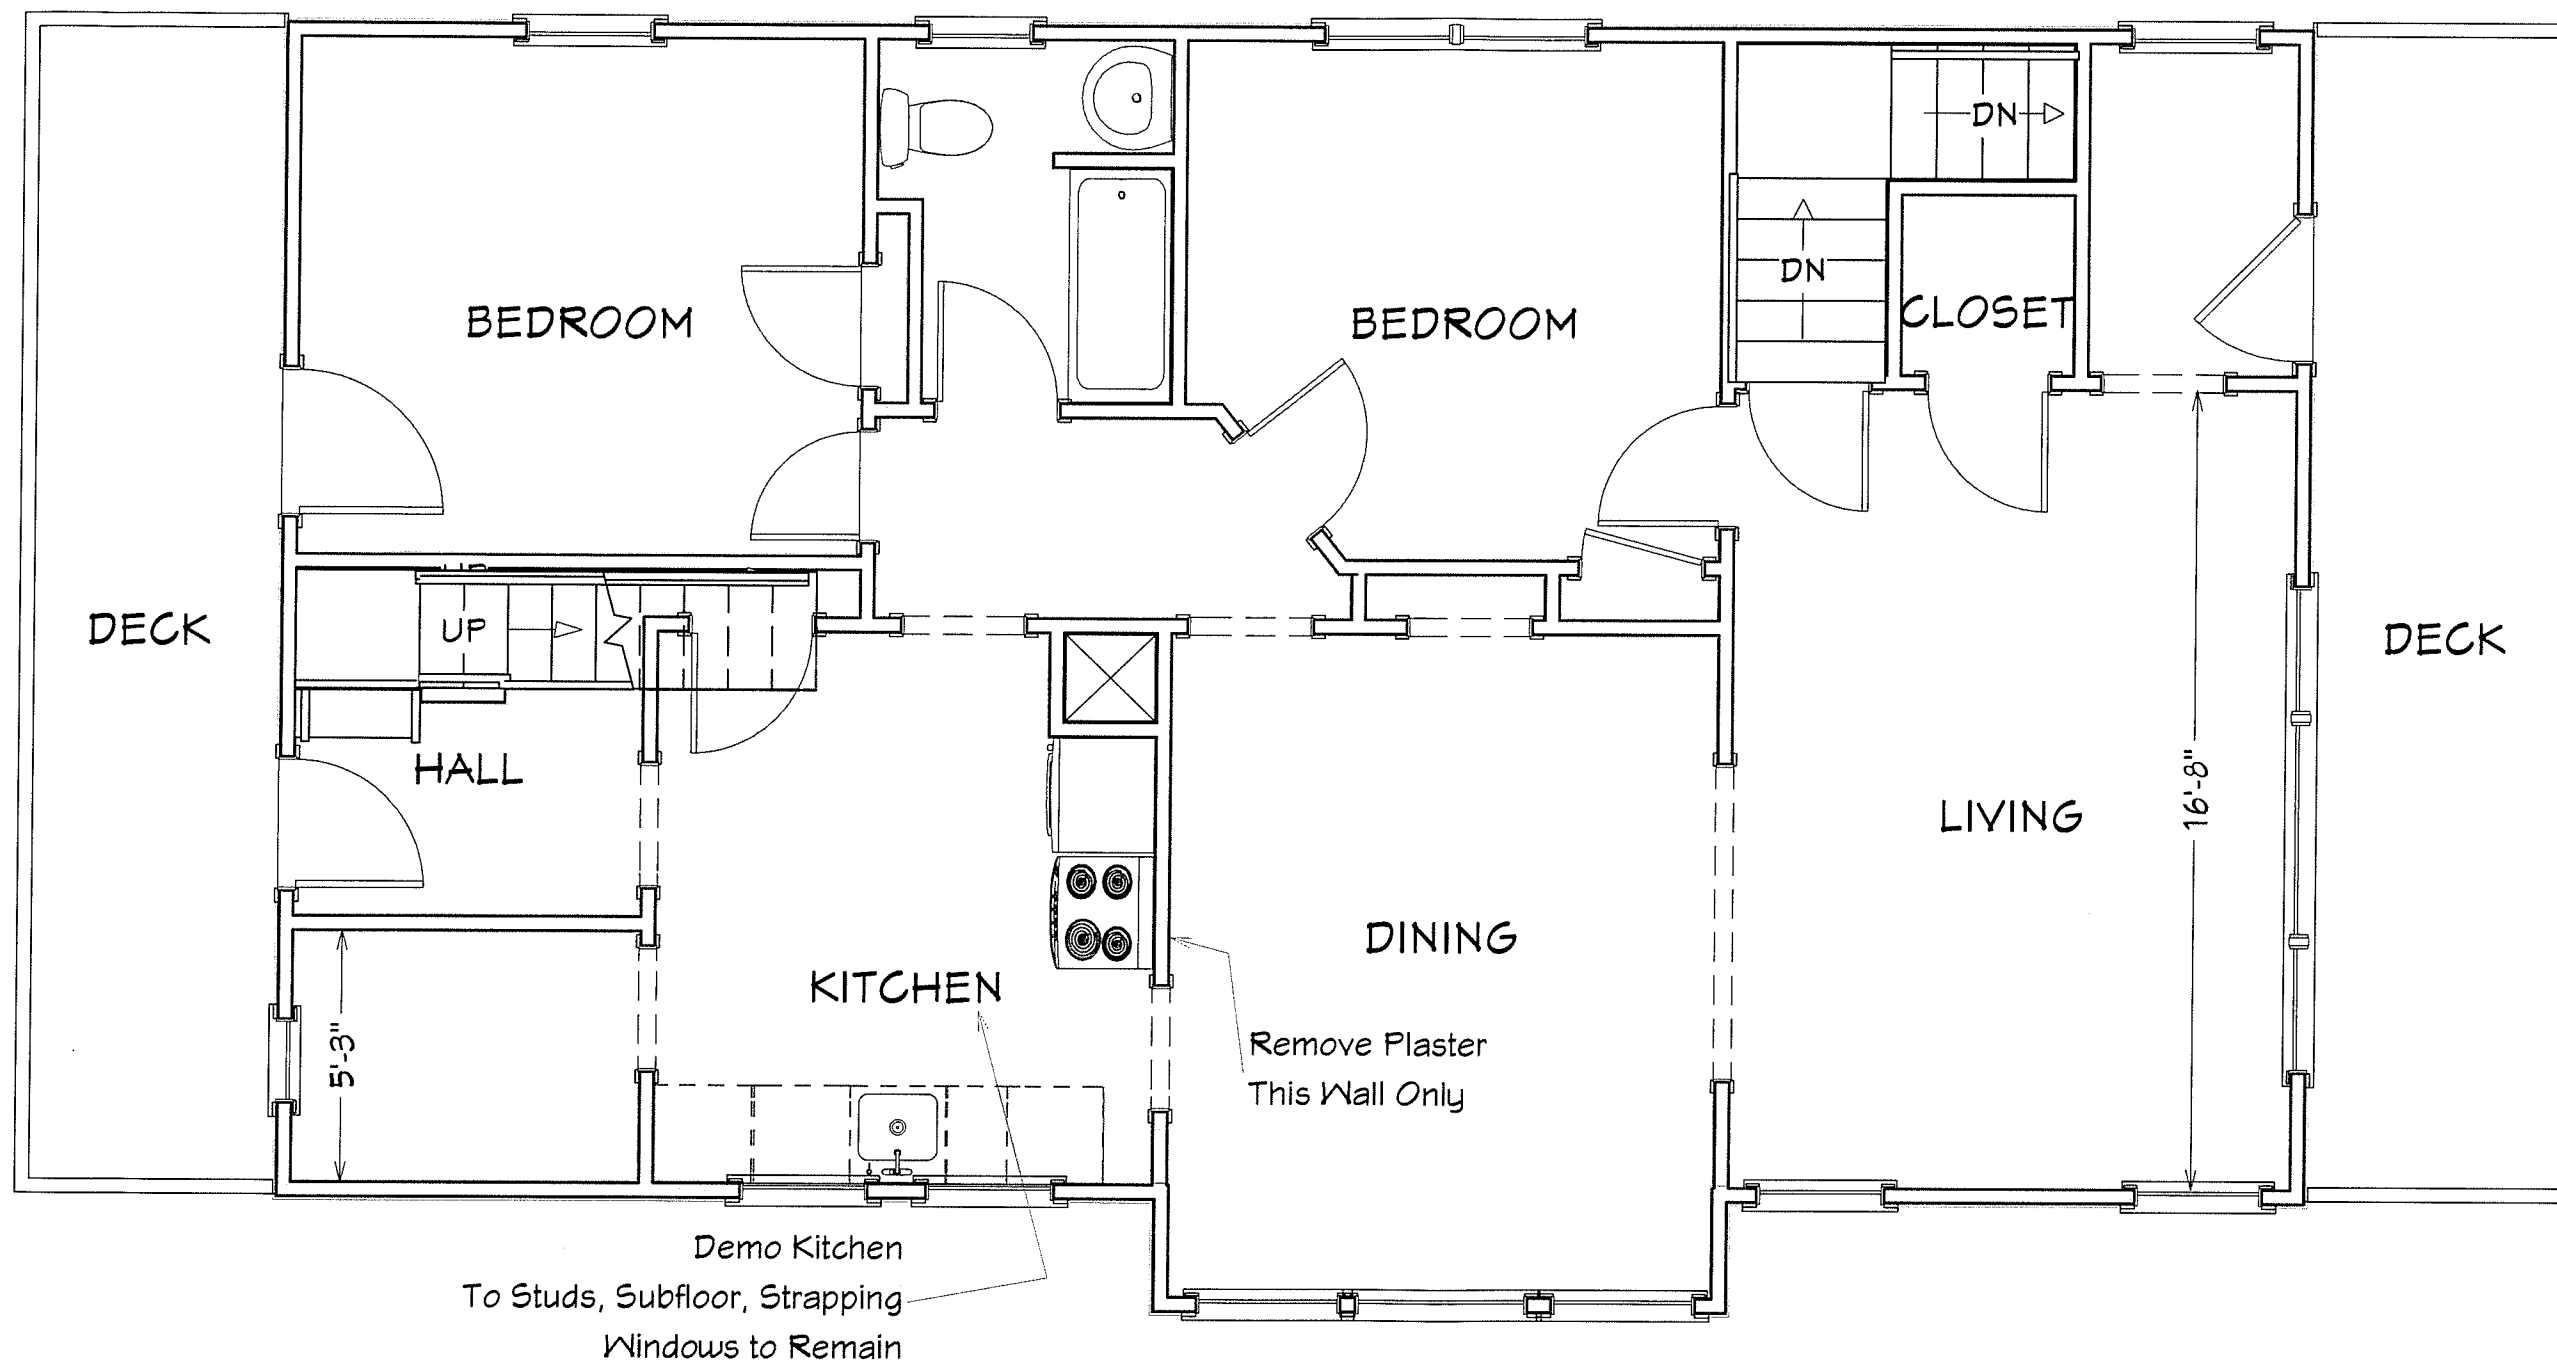 DN
DN
BEDROOM
BEDROOM
CLOSET
DECK
UP
DECK
HALL
16'-8"
LIVING
DINING
KITCHEN
5'-3"
Remove Plaster
This Wall Only
Demo Kitchen
To Studs, Subfloor, Strapping
Windows to Remain